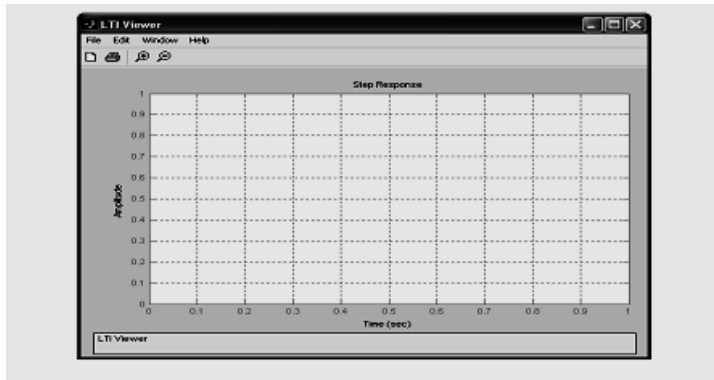 LTI Viewer
File Edit Window Help
Step Response
1
0.9
0.8
0.7
0.6
0.5
0.4
0.3
0.2
0.1
0
Amplitude
0 0.1 0.2 0.3 0.4 0.5 0.6 0.7 0.8 0.9 1
Time (sec)
LTI Viewer